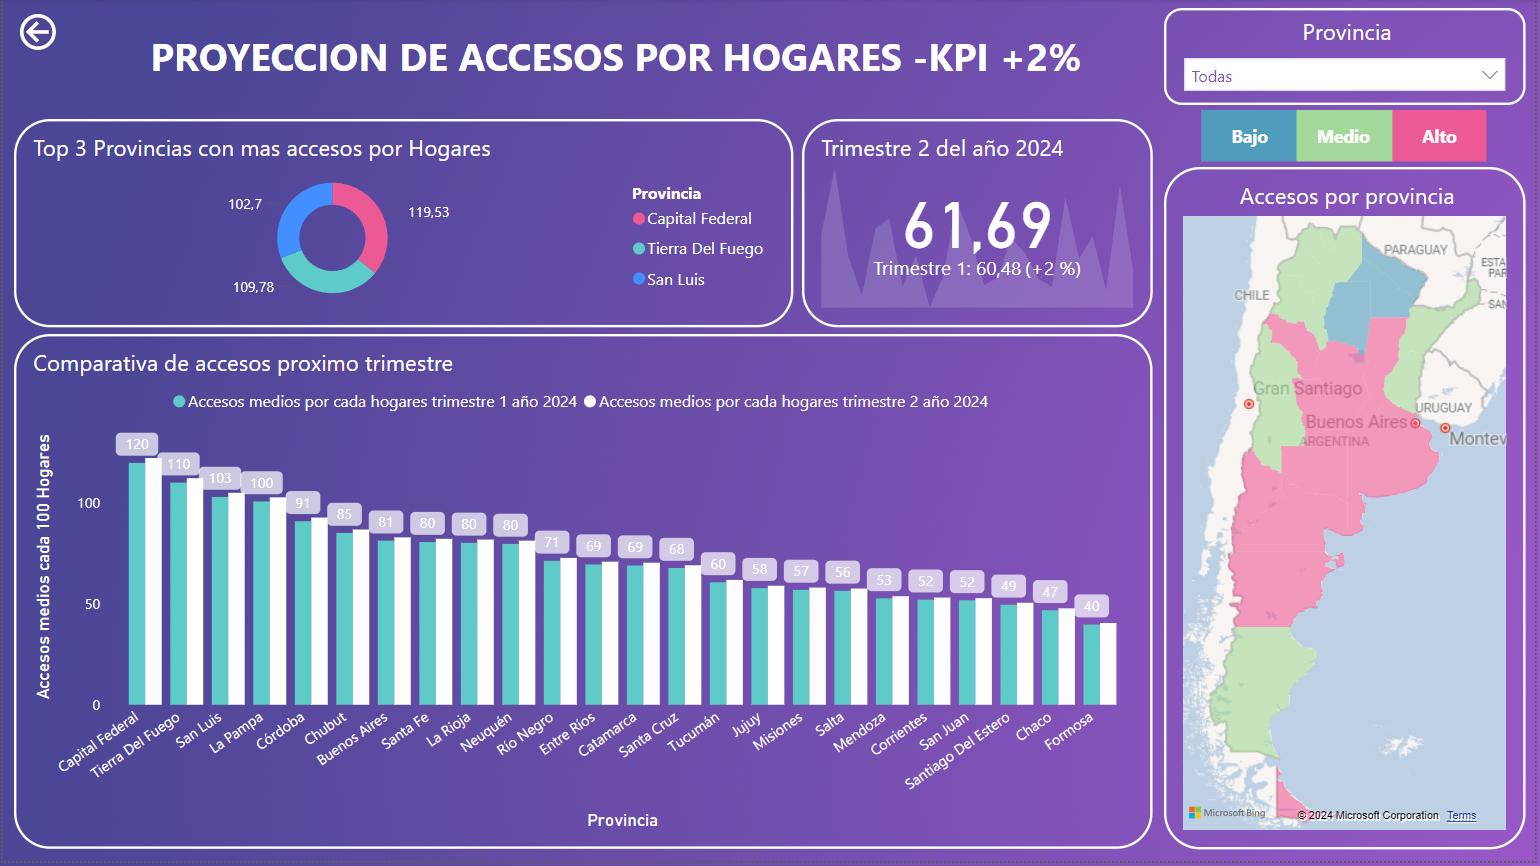 PROYECCION DE ACCESOS POR HOGARES -KPI +2%
Provincia
Todas
Bajo
Medio
Alto
Top 3 Provincias con mas accesos por Hogares
102,7
119,53
109,78
Provincia
Capital Federal
Tierra Del Fuego
San Luis
Trimestre 2 del año 2024
61,69
Trimestre 1: 60,48 (+2 %)
Comparativa de accesos proximo trimestre
Accesos medios por cada hogares trimestre 1 año 2024
Accesos medios por cada hogares trimestre 2 año 2024
Accesos medios cada 100 Hogares
100
50
0
120
110
103
100
91
85
81
80
80
80
71
69
69
68
60
58
57
56
53
52
52
49
47
40
Capital Federal
Tierra Del Fuego
San Luis
La Pampa
Córdoba
Chubut
Buenos Aires
Santa Fe
La Rioja
Neuquén
Río Negro
Entre Ríos
Catamarca
Santa Cruz
Tucumán
Jujuy
Misiones
Salta
Mendoza
Corrientes
San Juan
Santiago Del Estero
Chaco
Formosa
Provincia
Accesos por provincia
PARAGUAY
ESTA
PAR
SAN
CHILE
Gran Santiago
URUGUAY
Buenos Aires
ARGENTINA
Montev
Microsoft Bing
© 2024 Microsoft Corporation
Terms